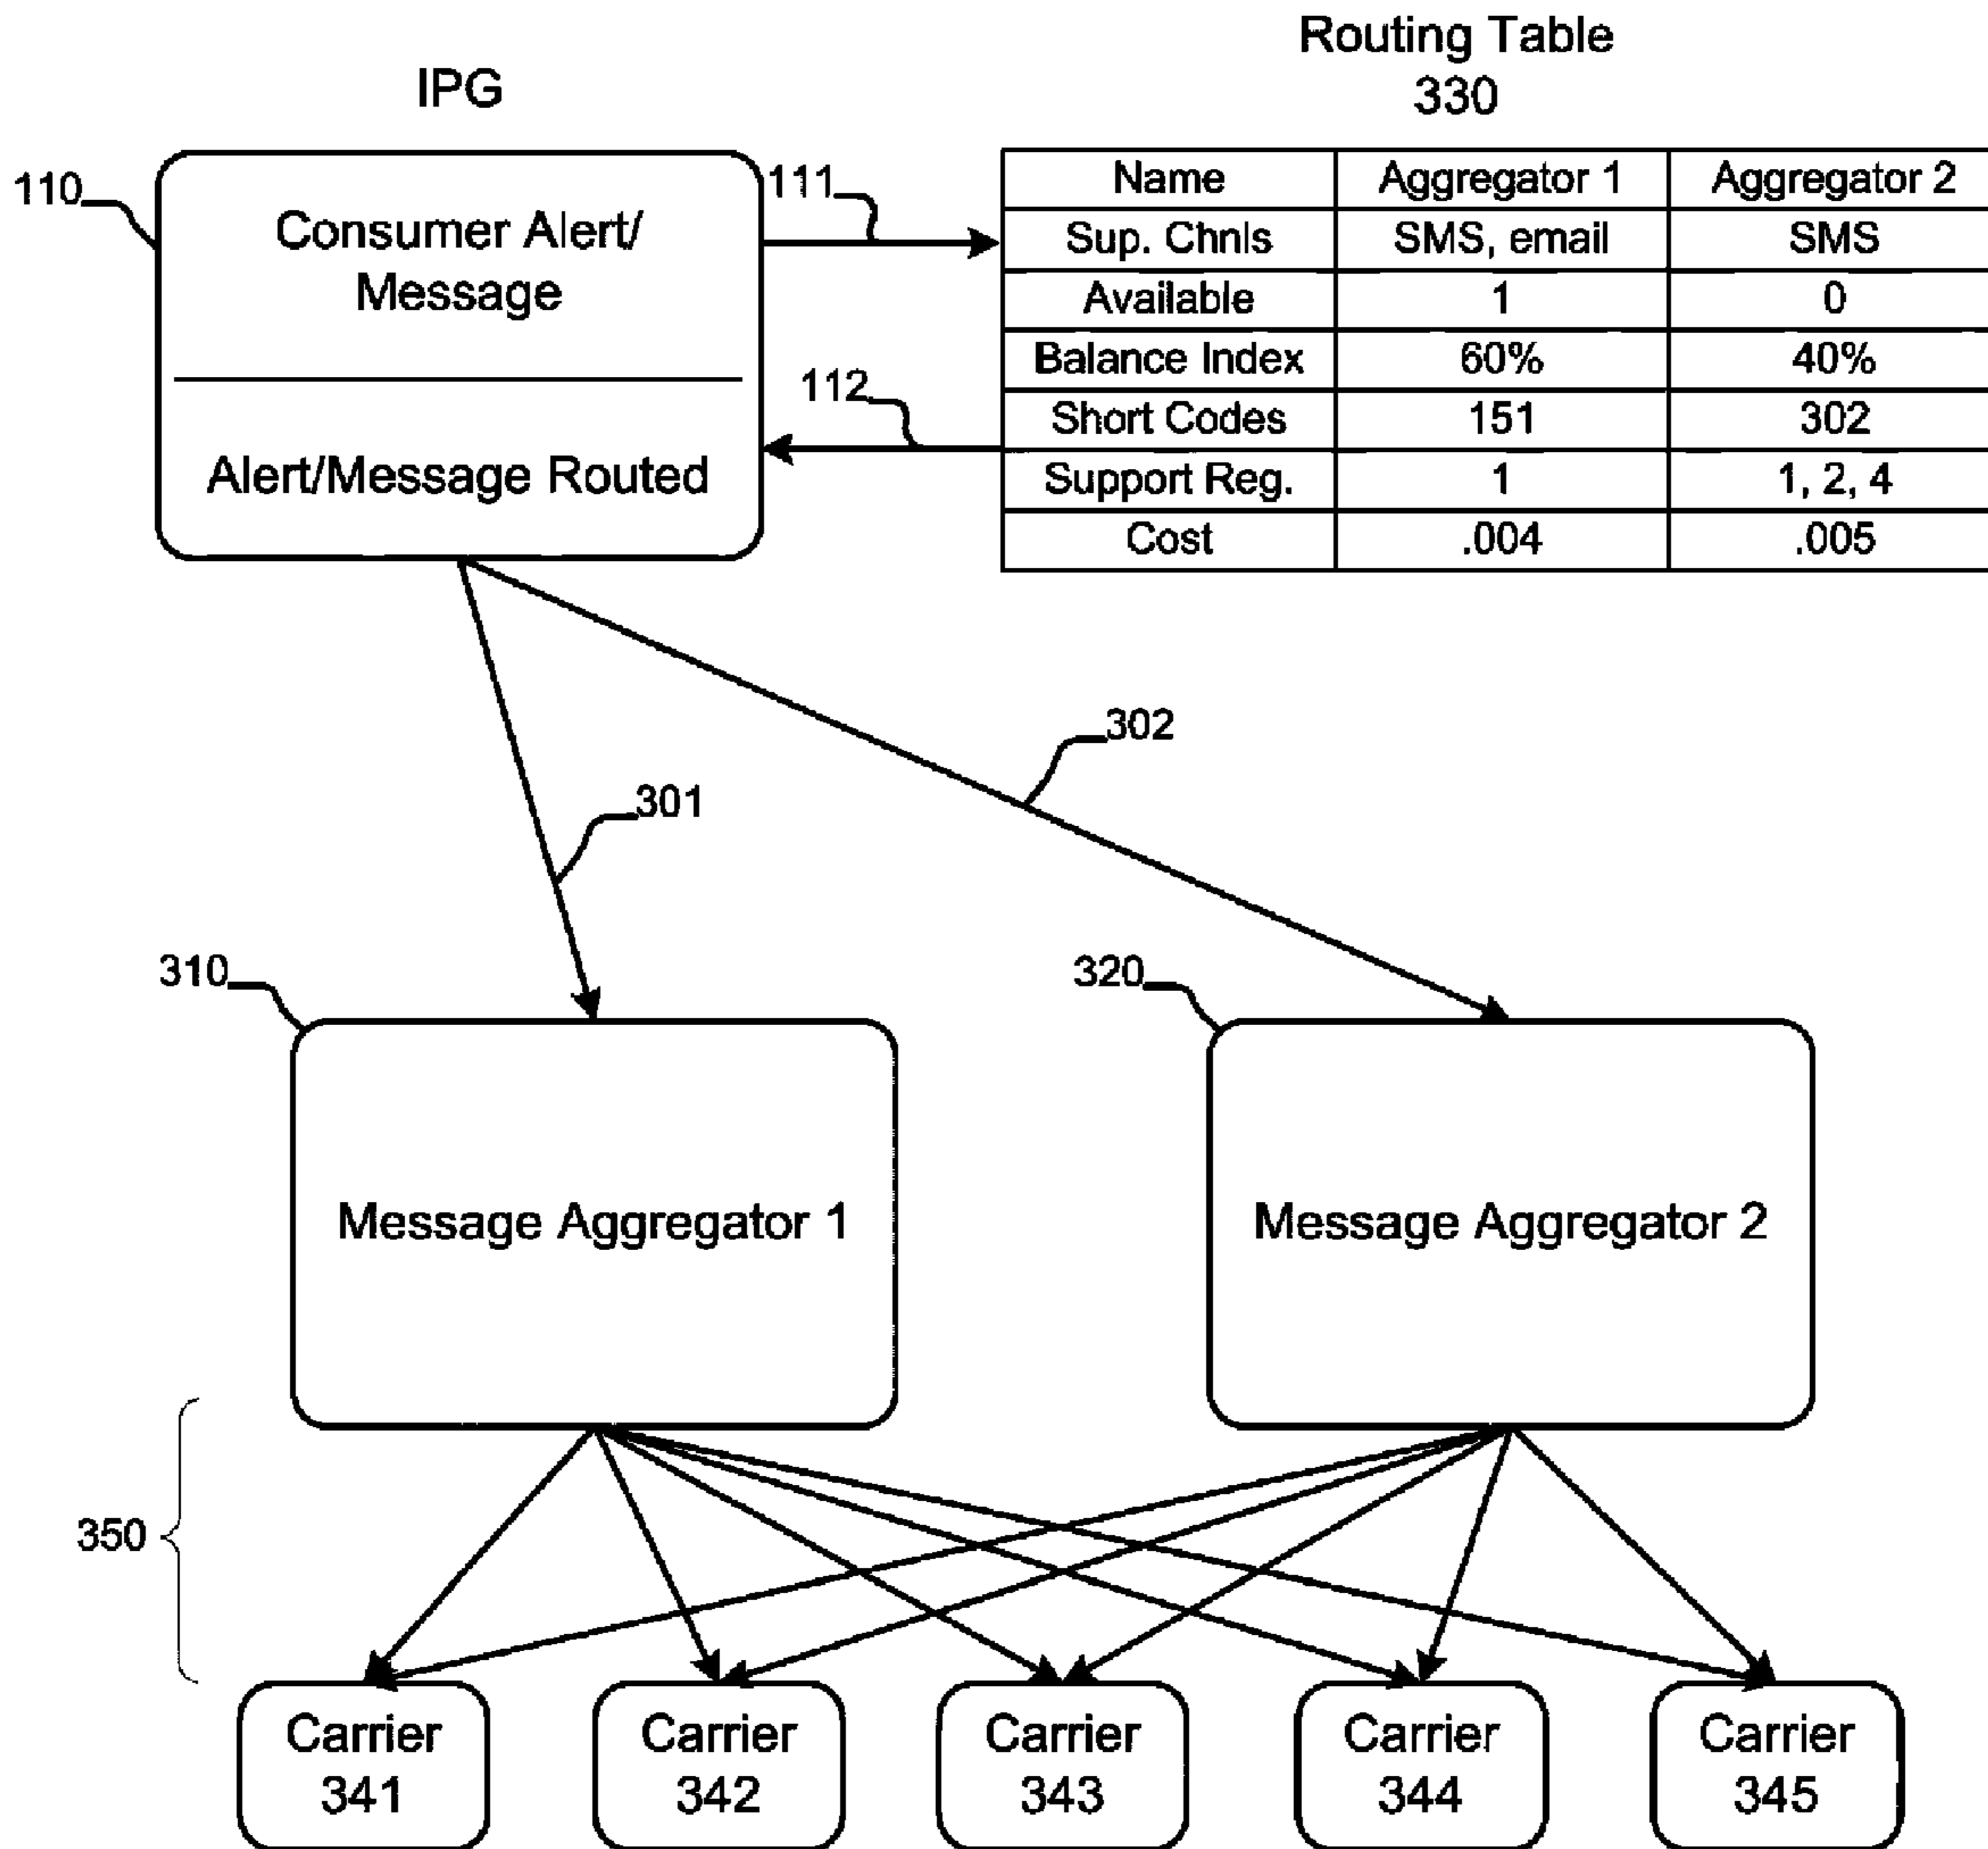 Routing Table
330
IPG
110
Consumer Alert/
Message
Alert/Message Routed
111
112
Name Aggregator 1 Aggregator 2
Sup. Chnls SMS, email SMS
Available 1 0
Balance Index 60% 40%
Short Codes 151 302
Support Reg. 1 1, 2, 4
Cost .004 .005
302
301
310
320
Message Aggregator 1
Message Aggregator 2
350
Carrier
341
Carrier
342
Carrier
343
Carrier
344
Carrier
345